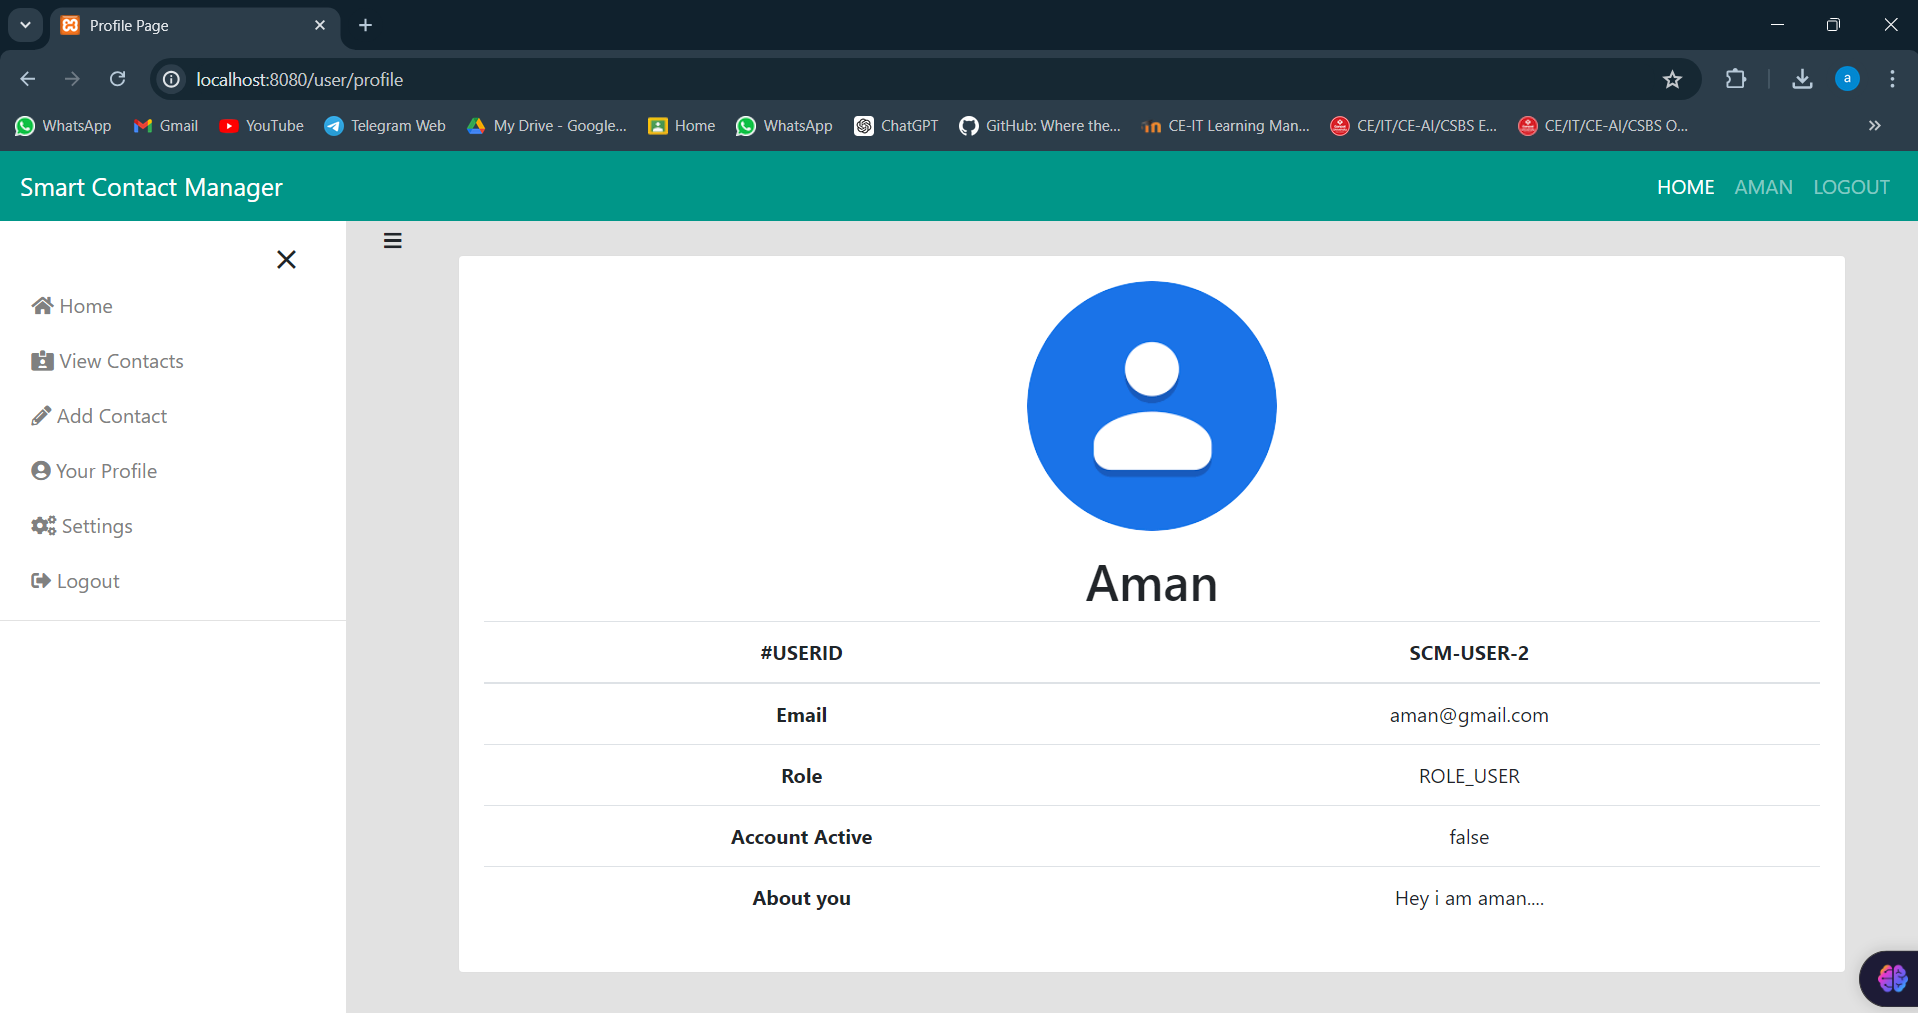 Profile Page
localhost:8080/user/profile
WhatsApp Gmail YouTube Telegram Web My Drive - Google... Home WhatsApp ChatGPT GitHub: Where the... CE-IT Learning Man... CE/IT/CE-AI/CSBS E... CE/IT/CE-AI/CSBS O...
a
Smart Contact Manager HOME AMAN LOGOUT
Home
View Contacts
Add Contact
Your Profile
Settings
Logout
Aman
#USERID SCM-USER-2
Email aman@gmail.com
Role ROLE_USER
Account Active false
About you Hey i am aman....